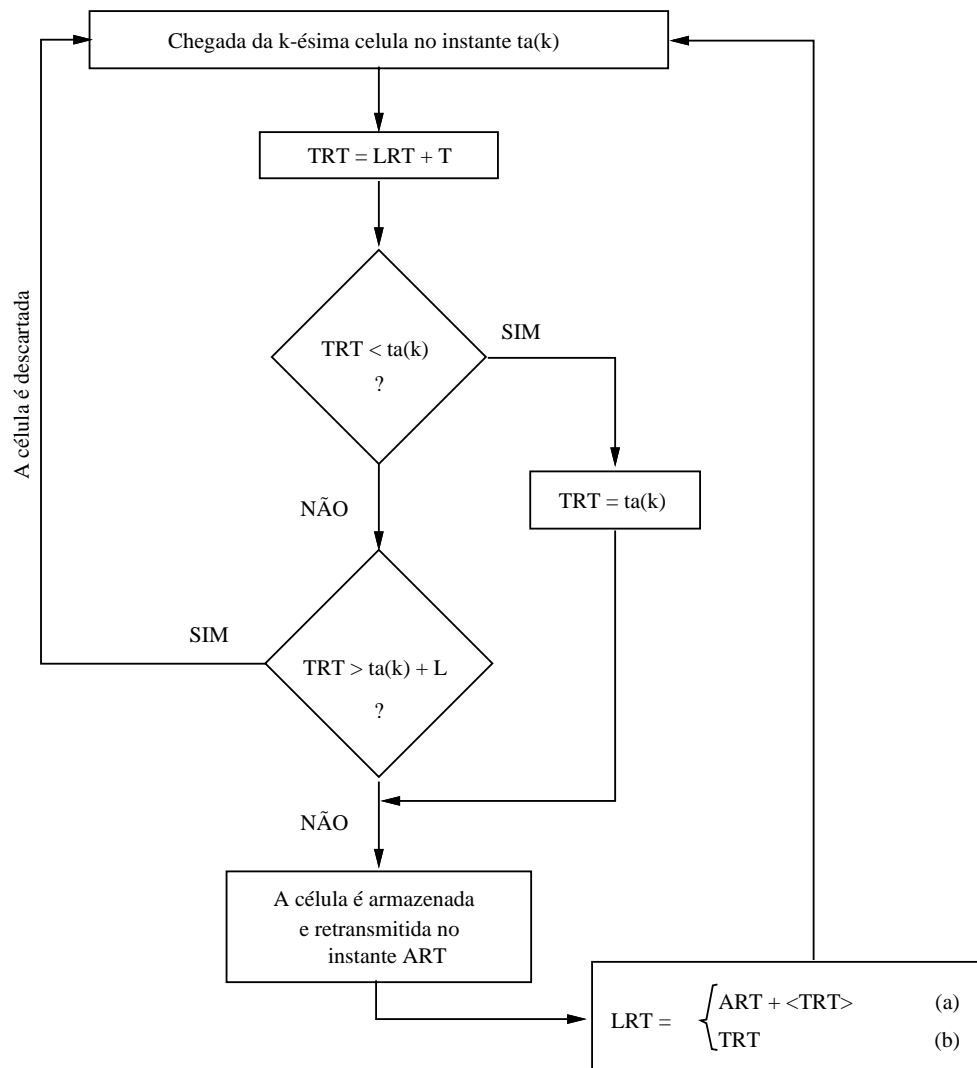 Chegada da k-ésima celula no instante ta(k)
TRT = LRT + T
TRT < ta(k)
?
SIM
TRT = ta(k)
NÃO
A célula é descartada
SIM
TRT > ta(k) + L
?
NÃO
A célula é armazenada
e retransmitida no
instante ART
LRT =
ART + <TRT> (a)
TRT (b)